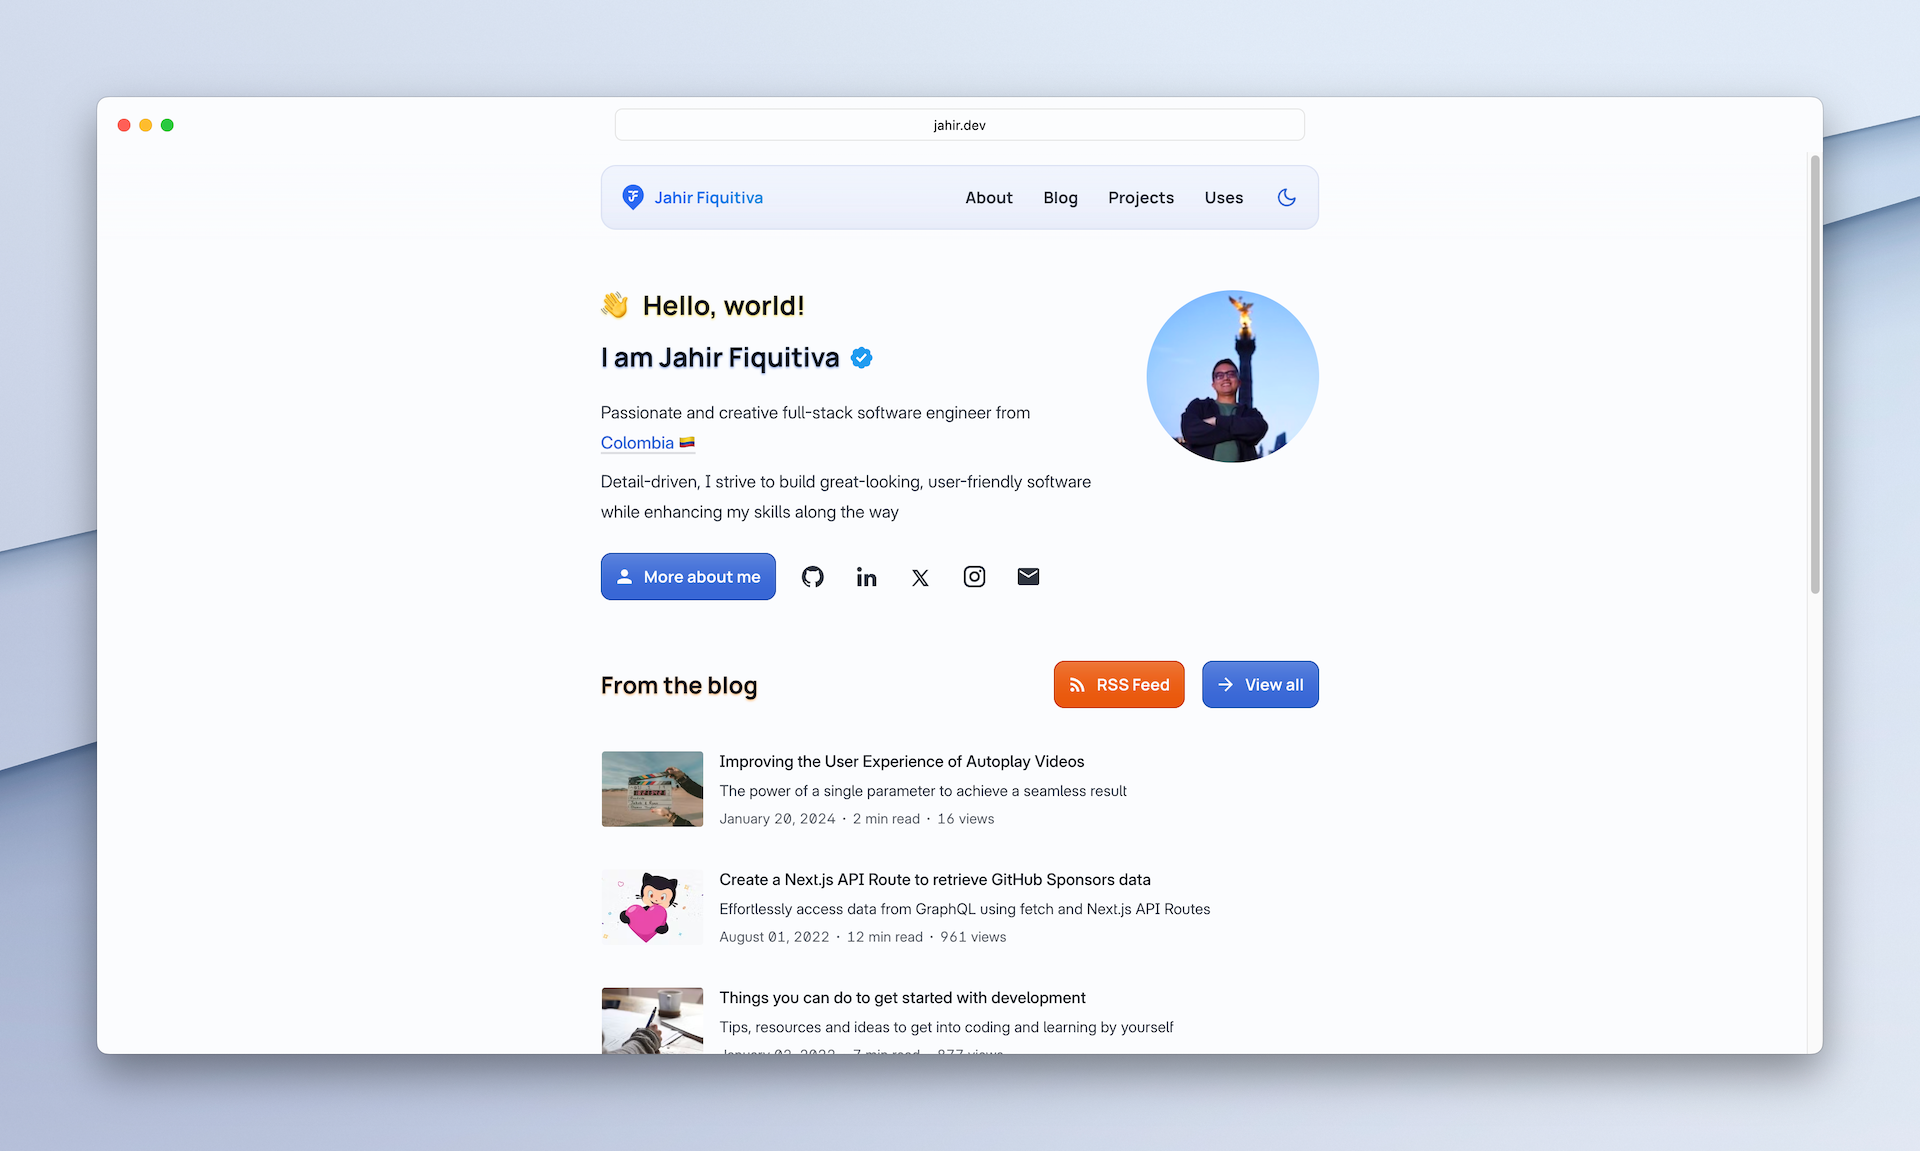 jahir.dev
Jahir Fiquitiva
About
Blog
Projects
Uses
👋 Hello, world!
I am Jahir Fiquitiva
Passionate and creative full-stack software engineer from
Colombia 🇨🇴
Detail-driven, I strive to build great-looking, user-friendly software
while enhancing my skills along the way
More about me
From the blog
RSS Feed
View all
Improving the User Experience of Autoplay Videos
The power of a single parameter to achieve a seamless result
January 20, 2024 · 2 min read · 16 views
Create a Next.js API Route to retrieve GitHub Sponsors data
Effortlessly access data from GraphQL using fetch and Next.js API Routes
August 01, 2022 · 12 min read · 961 views
Things you can do to get started with development
Tips, resources and ideas to get into coding and learning by yourself